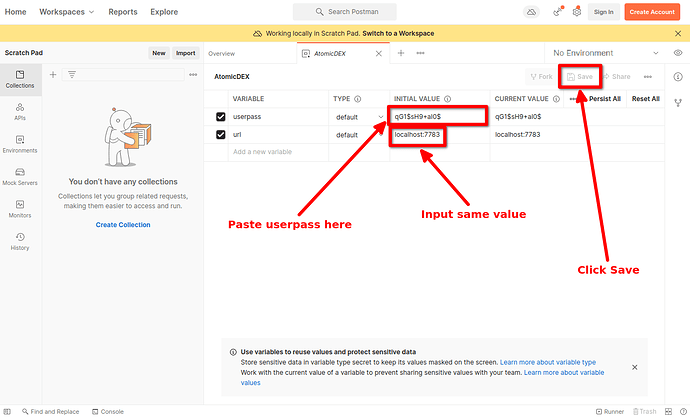 Home Workspaces Reports Explore Search Postman Sign In Create Account
Working locally in Scratch Pad. Switch to a Workspace
Scratch Pad New Import Overview AtomicDEX No Environment
AtomicDEX Fork Save Share
Collections
VARIABLE TYPE INITIAL VALUE CURRENT VALUE Persist All Reset All
userpass default qG1$sH9+aI0$ qG1$sH9+aI0$
APIs
url default localhost:7783 localhost:7783
Add a new variable
Environments
Mock Servers
You don't have any collections
Collections let you group related requests,
making them easier to access and run.
Monitors
Create Collection
History
Paste userpass here
Input same value
Click Save
Use variables to reuse values and protect sensitive data
Store sensitive data in variable type secret to keep its values masked on the screen. Learn more about variable type
Work with the current value of a variable to prevent sharing sensitive values with your team. Learn more about variable
values
Find and Replace Console Runner Trash